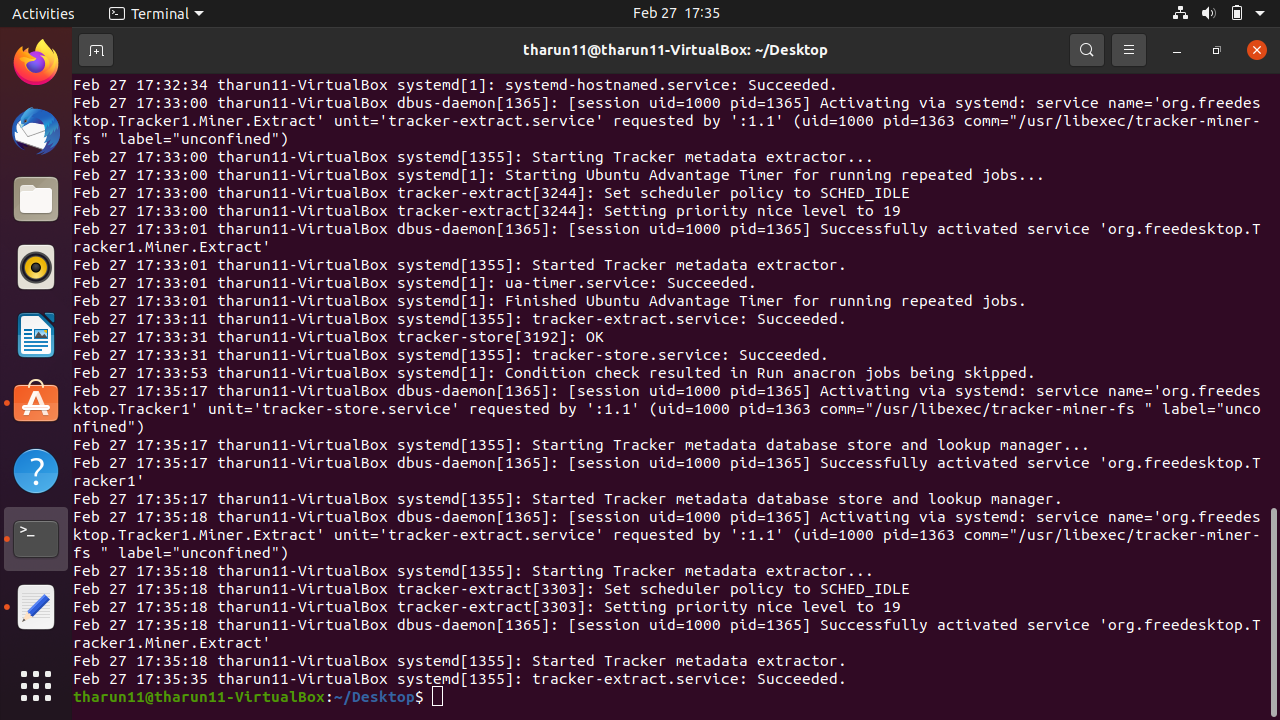 Activities Terminal Feb 27 17:35
tharun11@tharun11-VirtualBox: ~/Desktop
Feb 27 17:32:34 tharun11-VirtualBox systemd[1]: systemd-hostnamed.service: Succeeded.
Feb 27 17:33:00 tharun11-VirtualBox dbus-daemon[1365]: [session uid=1000 pid=1365] Activating via systemd: service name='org.freedes
ktop.Tracker1.Miner.Extract' unit='tracker-extract.service' requested by ':1.1' (uid=1000 pid=1363 comm="/usr/libexec/tracker-miner-
fs " label="unconfined")
Feb 27 17:33:00 tharun11-VirtualBox systemd[1355]: Starting Tracker metadata extractor...
Feb 27 17:33:00 tharun11-VirtualBox systemd[1]: Starting Ubuntu Advantage Timer for running repeated jobs...
Feb 27 17:33:00 tharun11-VirtualBox tracker-extract[3244]: Set scheduler policy to SCHED_IDLE
Feb 27 17:33:00 tharun11-VirtualBox tracker-extract[3244]: Setting priority nice level to 19
Feb 27 17:33:01 tharun11-VirtualBox dbus-daemon[1365]: [session uid=1000 pid=1365] Successfully activated service 'org.freedesktop.T
racker1.Miner.Extract'
Feb 27 17:33:01 tharun11-VirtualBox systemd[1355]: Started Tracker metadata extractor.
Feb 27 17:33:01 tharun11-VirtualBox systemd[1]: ua-timer.service: Succeeded.
Feb 27 17:33:01 tharun11-VirtualBox systemd[1]: Finished Ubuntu Advantage Timer for running repeated jobs.
Feb 27 17:33:11 tharun11-VirtualBox systemd[1355]: tracker-extract.service: Succeeded.
Feb 27 17:33:31 tharun11-VirtualBox tracker-store[3192]: OK
Feb 27 17:33:31 tharun11-VirtualBox systemd[1355]: tracker-store.service: Succeeded.
Feb 27 17:33:53 tharun11-VirtualBox systemd[1]: Condition check resulted in Run anacron jobs being skipped.
Feb 27 17:35:17 tharun11-VirtualBox dbus-daemon[1365]: [session uid=1000 pid=1365] Activating via systemd: service name='org.freedes
ktop.Tracker1' unit='tracker-store.service' requested by ':1.1' (uid=1000 pid=1363 comm="/usr/libexec/tracker-miner-fs " label="unco
nfined")
Feb 27 17:35:17 tharun11-VirtualBox systemd[1355]: Starting Tracker metadata database store and lookup manager...
Feb 27 17:35:17 tharun11-VirtualBox dbus-daemon[1365]: [session uid=1000 pid=1365] Successfully activated service 'org.freedesktop.T
racker1'
Feb 27 17:35:17 tharun11-VirtualBox systemd[1355]: Started Tracker metadata database store and lookup manager.
Feb 27 17:35:18 tharun11-VirtualBox dbus-daemon[1365]: [session uid=1000 pid=1365] Activating via systemd: service name='org.freedes
ktop.Tracker1.Miner.Extract' unit='tracker-extract.service' requested by ':1.1' (uid=1000 pid=1363 comm="/usr/libexec/tracker-miner-
fs " label="unconfined")
Feb 27 17:35:18 tharun11-VirtualBox systemd[1355]: Starting Tracker metadata extractor...
Feb 27 17:35:18 tharun11-VirtualBox tracker-extract[3303]: Set scheduler policy to SCHED_IDLE
Feb 27 17:35:18 tharun11-VirtualBox tracker-extract[3303]: Setting priority nice level to 19
Feb 27 17:35:18 tharun11-VirtualBox dbus-daemon[1365]: [session uid=1000 pid=1365] Successfully activated service 'org.freedesktop.T
racker1.Miner.Extract'
Feb 27 17:35:18 tharun11-VirtualBox systemd[1355]: Started Tracker metadata extractor.
Feb 27 17:35:35 tharun11-VirtualBox systemd[1355]: tracker-extract.service: Succeeded.
tharun11@tharun11-VirtualBox:~/Desktop$